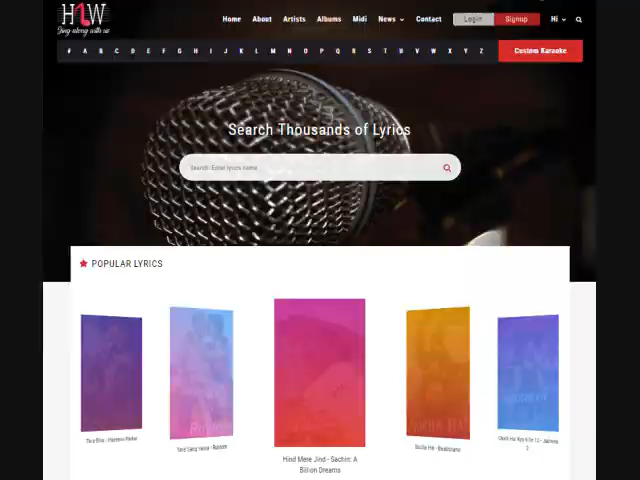 H2W
Sing along with us
Home About Artists Albums Midi News Contact Login Signup Hi
# A B C D E F G H I J K L M N O P Q R S T U V W X Y Z Custom Karaoke
Search Thousands of Lyrics
Search: Enter lyrics name
POPULAR LYRICS
Hind Mere Jind - Sachin: A
Billion Dreams